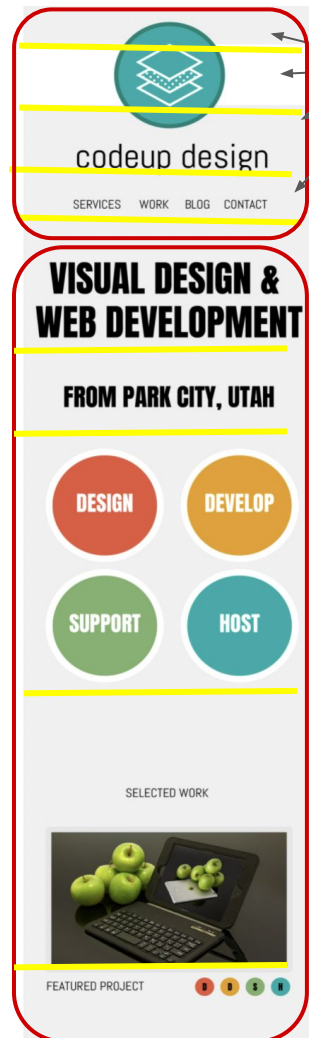 codeup design
SERVICES WORK BLOG CONTACT
VISUAL DESIGN &
WEB DEVELOPMENT
FROM PARK CITY, UTAH
DESIGN DEVELOP
SUPPORT HOST
SELECTED WORK
FEATURED PROJECT D D S H